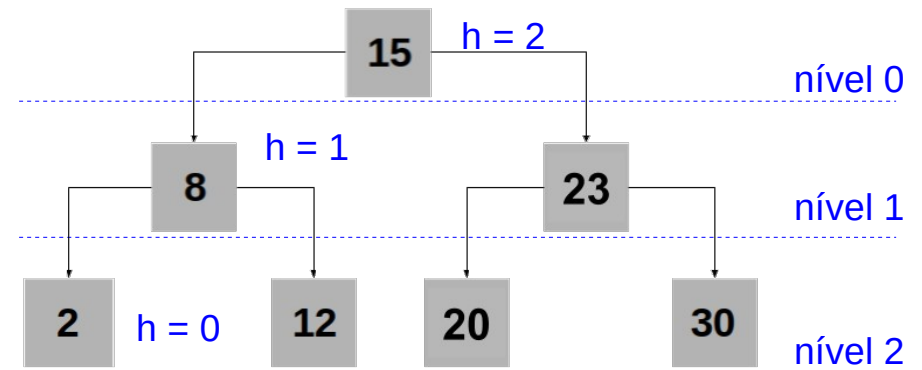 15
h = 2
nível 0
h = 1
8
23
nível 1
2
h = 0
12
20
30
nível 2